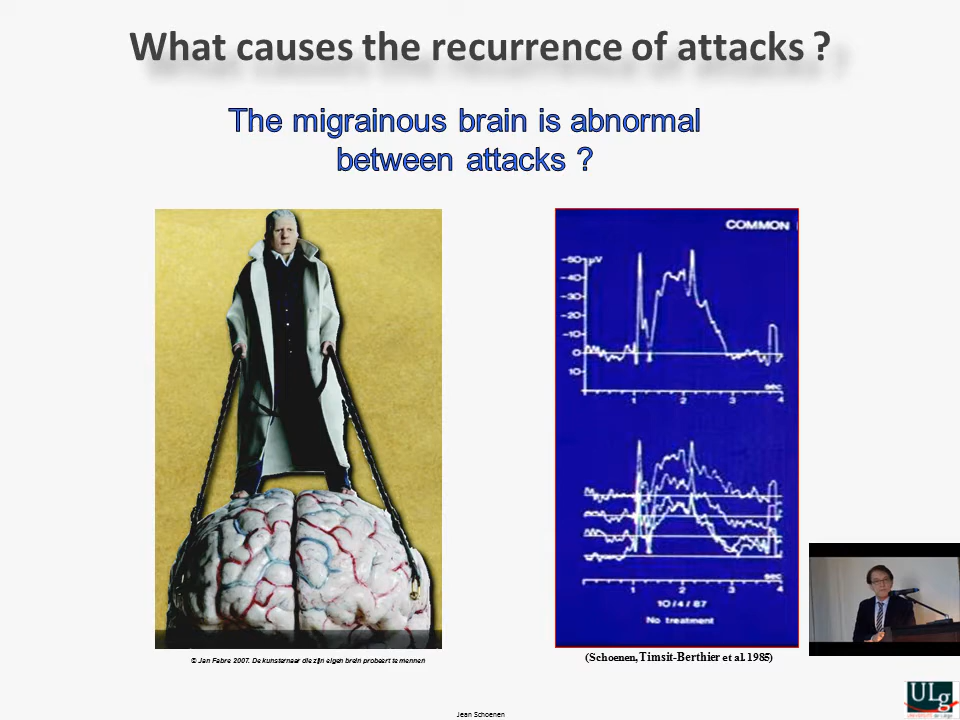 What causes the recurrence of attacks ?
The migrainous brain is abnormal
between attacks ?
COMMON
-50 µV
-40
-30
-20
-10
0
10
sec
1 2 3 4
sec
1 2 3 4
10/4/87
No treatment
© Jan Fabre 2007. De kunstenaar die zijn eigen brein probeert te mennen
(Schoenen,Timsit-Berthier et al. 1985)
Jean Schoenen
ULg